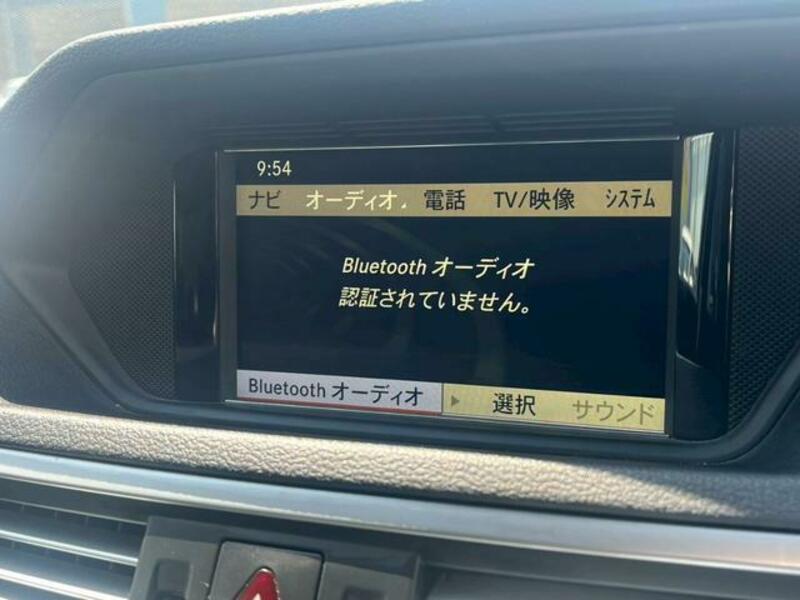 9:54
ナビ オーディオ 電話 TV/映像 システム
Bluetooth オーディオ
認証されていません。
Bluetooth オーディオ 選択 サウンド